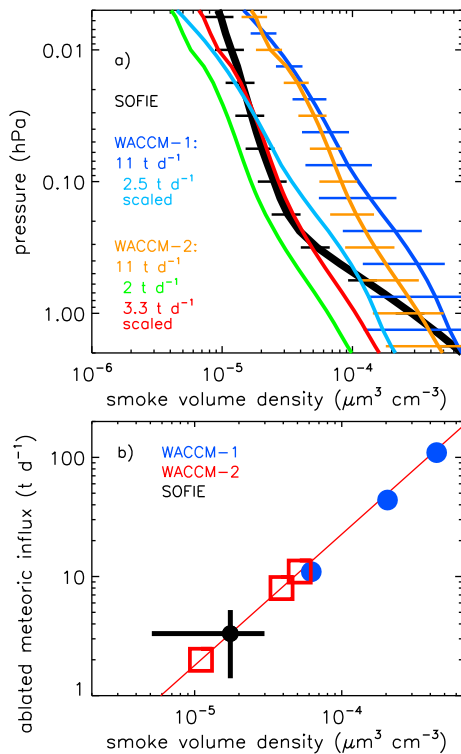 0.01
0.10
1.00
pressure (hPa)
a)
SOFIE
WACCM-1:
11 t d⁻¹
2.5 t d⁻¹
scaled
WACCM-2:
11 t d⁻¹
2 t d⁻¹
3.3 t d⁻¹
scaled
10⁻⁶ 10⁻⁵ 10⁻⁴
smoke volume density (μm³ cm⁻³)
100
10
1
ablated meteoric influx (t d⁻¹)
b)
WACCM-1
WACCM-2
SOFIE
10⁻⁵ 10⁻⁴
smoke volume density (μm³ cm⁻³)